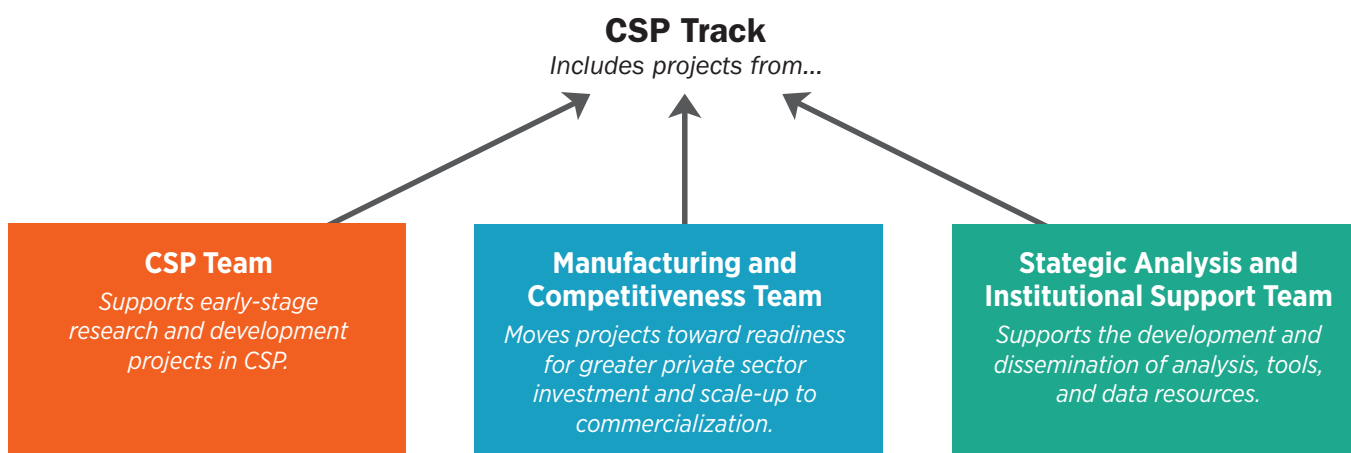 CSP Track
Includes projects from...
CSP Team
Supports early-stage
research and development
projects in CSP.
Manufacturing and
Competitiveness Team
Moves projects toward readiness
for greater private sector
investment and scale-up to
commercialization.
Stategic Analysis and
Institutional Support Team
Supports the development and
dissemination of analysis, tools,
and data resources.